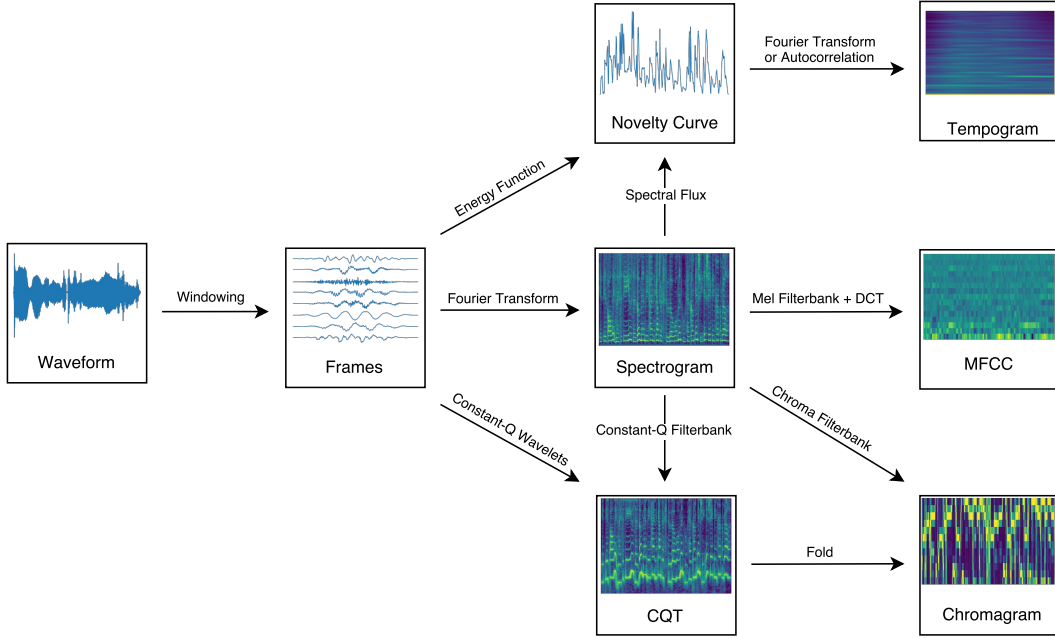 Fourier Transform
or Autocorrelation
Novelty Curve
Tempogram
Energy Function
Spectral Flux
Windowing
Fourier Transform
Mel Filterbank + DCT
Waveform
Frames
Spectrogram
MFCC
Constant-Q Wavelets
Constant-Q Filterbank
Chroma Filterbank
Fold
CQT
Chromagram